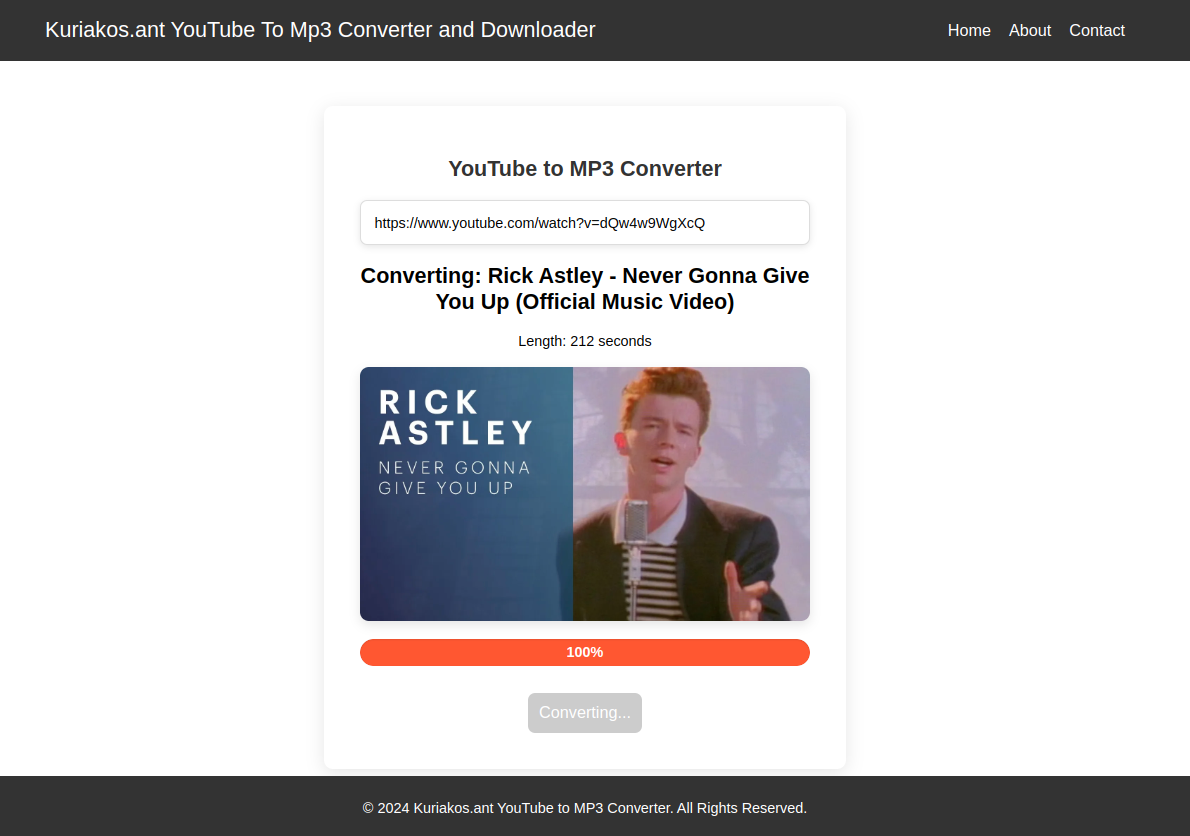 Kuriakos.ant YouTube To Mp3 Converter and Downloader
Home About Contact
YouTube to MP3 Converter
https://www.youtube.com/watch?v=dQw4w9WgXcQ
Converting: Rick Astley - Never Gonna Give
You Up (Official Music Video)
Length: 212 seconds
RICK
ASTLEY
NEVER GONNA
GIVE YOU UP
100%
Converting...
© 2024 Kuriakos.ant YouTube to MP3 Converter. All Rights Reserved.